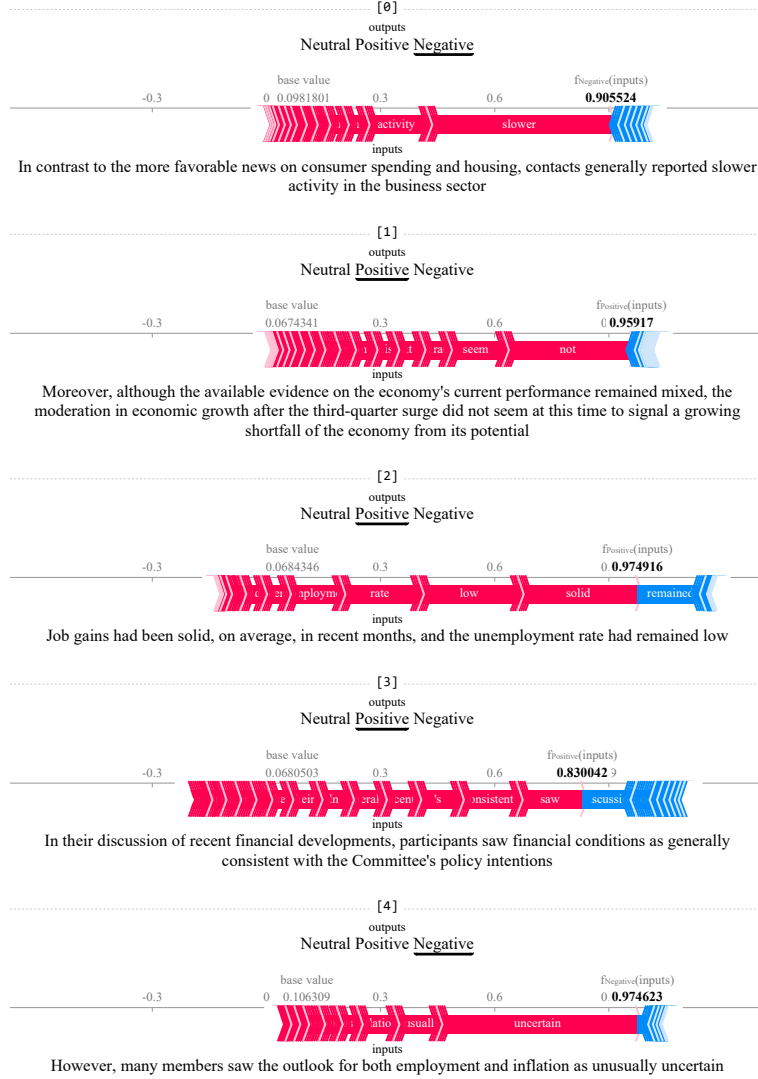 [0]
outputs
Neutral Positive Negative
base value
fNegative(inputs)
-0.3 0 0.0981801 0.3 0.6 0.905524
activity slower
inputs
In contrast to the more favorable news on consumer spending and housing, contacts generally reported slower
activity in the business sector
[1]
outputs
Neutral Positive Negative
base value
fPositive(inputs)
-0.3 0.0674341 0.3 0.6 0.95917
seem not
inputs
Moreover, although the available evidence on the economy's current performance remained mixed, the
moderation in economic growth after the third-quarter surge did not seem at this time to signal a growing
shortfall of the economy from its potential
[2]
outputs
Neutral Positive Negative
base value
fPositive(inputs)
-0.3 0.0684346 0.3 0.6 0.974916
rate low solid remained
inputs
Job gains had been solid, on average, in recent months, and the unemployment rate had remained low
[3]
outputs
Neutral Positive Negative
base value
fPositive(inputs)
-0.3 0.0680503 0.3 0.6 0.830042
onsistent saw scussi
inputs
In their discussion of recent financial developments, participants saw financial conditions as generally
consistent with the Committee's policy intentions
[4]
outputs
Neutral Positive Negative
base value
fNegative(inputs)
-0.3 0 0.106309 0.3 0.6 0.974623
latio usuall uncertain
inputs
However, many members saw the outlook for both employment and inflation as unusually uncertain